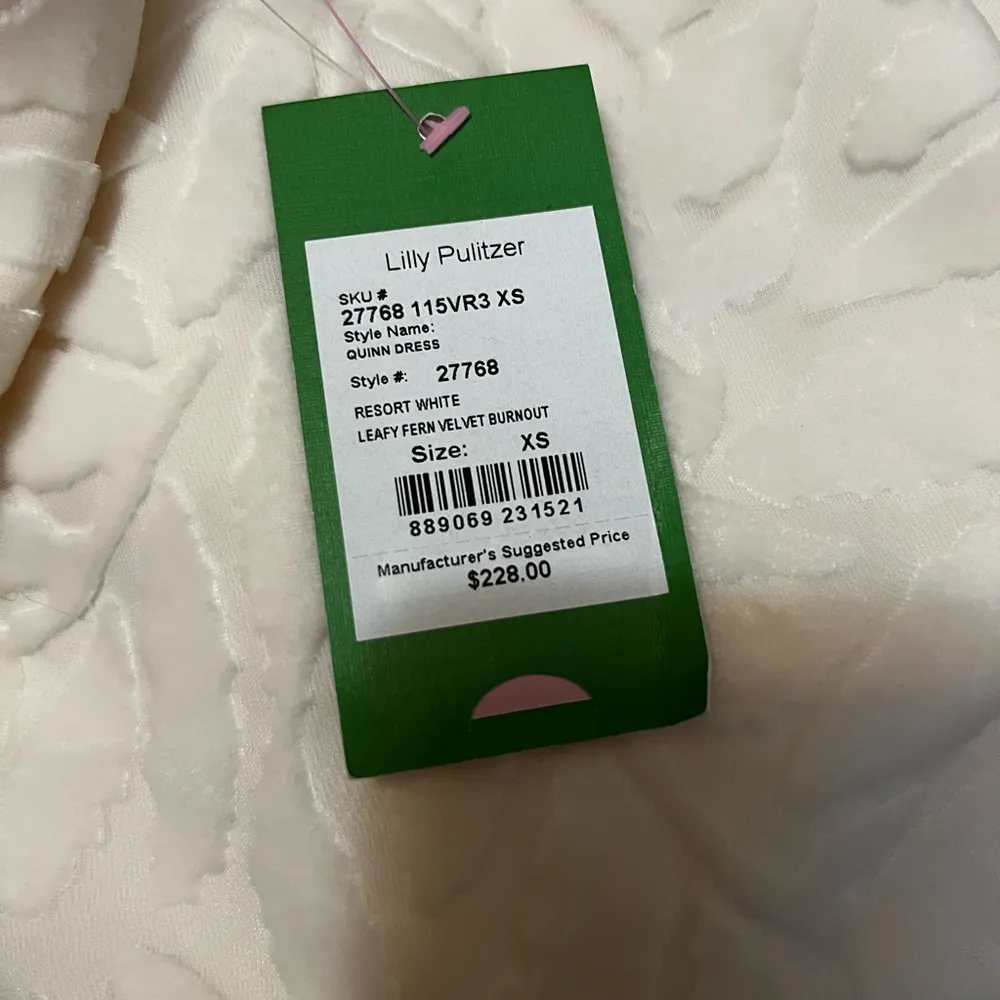 Lilly Pulitzer
SKU #
27768 115VR3 XS
Style Name:
QUINN DRESS
Style #: 27768
RESORT WHITE
LEAFY FERN VELVET BURNOUT
Size: XS
889069 231521
Manufacturer's Suggested Price
$228.00